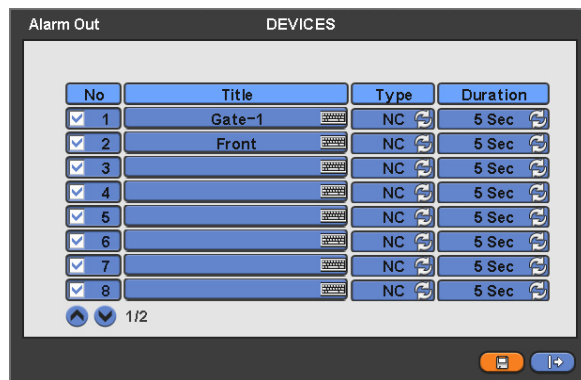 Alarm Out DEVICES
No Title Type Duration
1 Gate-1 NC 5 Sec
2 Front NC 5 Sec
3 NC 5 Sec
4 NC 5 Sec
5 NC 5 Sec
6 NC 5 Sec
7 NC 5 Sec
8 NC 5 Sec
1/2